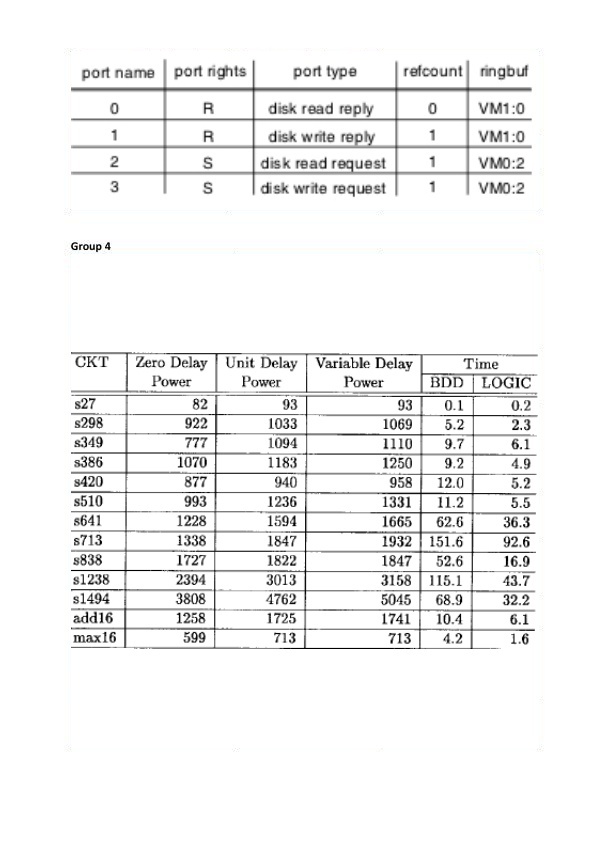 port name port rights port type refcount ringbuf
0 R disk read reply 0 VM1:0
1 R disk write reply 1 VM1:0
2 S disk read request 1 VM0:2
3 S disk write request 1 VM0:2
Group 4
CKT Zero Delay Unit Delay Variable Delay Time
Power Power Power BDD LOGIC
s27 82 93 93 0.1 0.2
s298 922 1033 1069 5.2 2.3
s349 777 1094 1110 9.7 6.1
s386 1070 1183 1250 9.2 4.9
s420 877 940 958 12.0 5.2
s510 993 1236 1331 11.2 5.5
s641 1228 1594 1665 62.6 36.3
s713 1338 1847 1932 151.6 92.6
s838 1727 1822 1847 52.6 16.9
s1238 2394 3013 3158 115.1 43.7
s1494 3808 4762 5045 68.9 32.2
add16 1258 1725 1741 10.4 6.1
max16 599 713 713 4.2 1.6